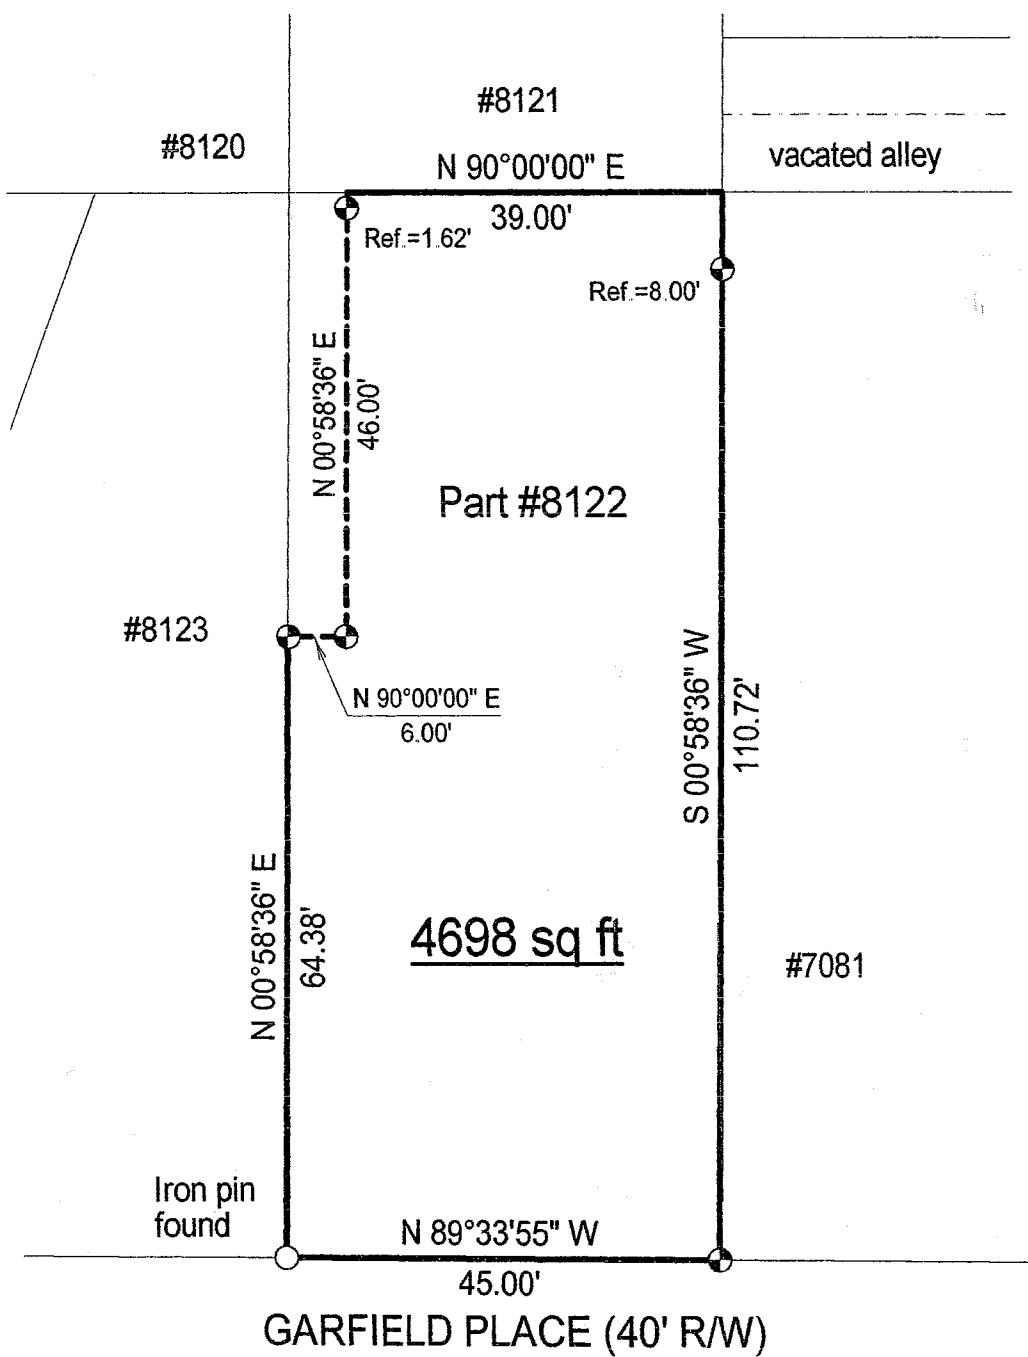 #8121
#8120
vacated alley
N 90°00'00" E
39.00'
Ref.=1.62'
Ref.=8.00'
N 00°58'36" E
46.00'
Part #8122
#8123
N 90°00'00" E
6.00'
S 00°58'36" W
110.72'
N 00°58'36" E
64.38'
4698 sq ft
#7081
Iron pin
found
N 89°33'55" W
45.00'
GARFIELD PLACE (40' R/W)